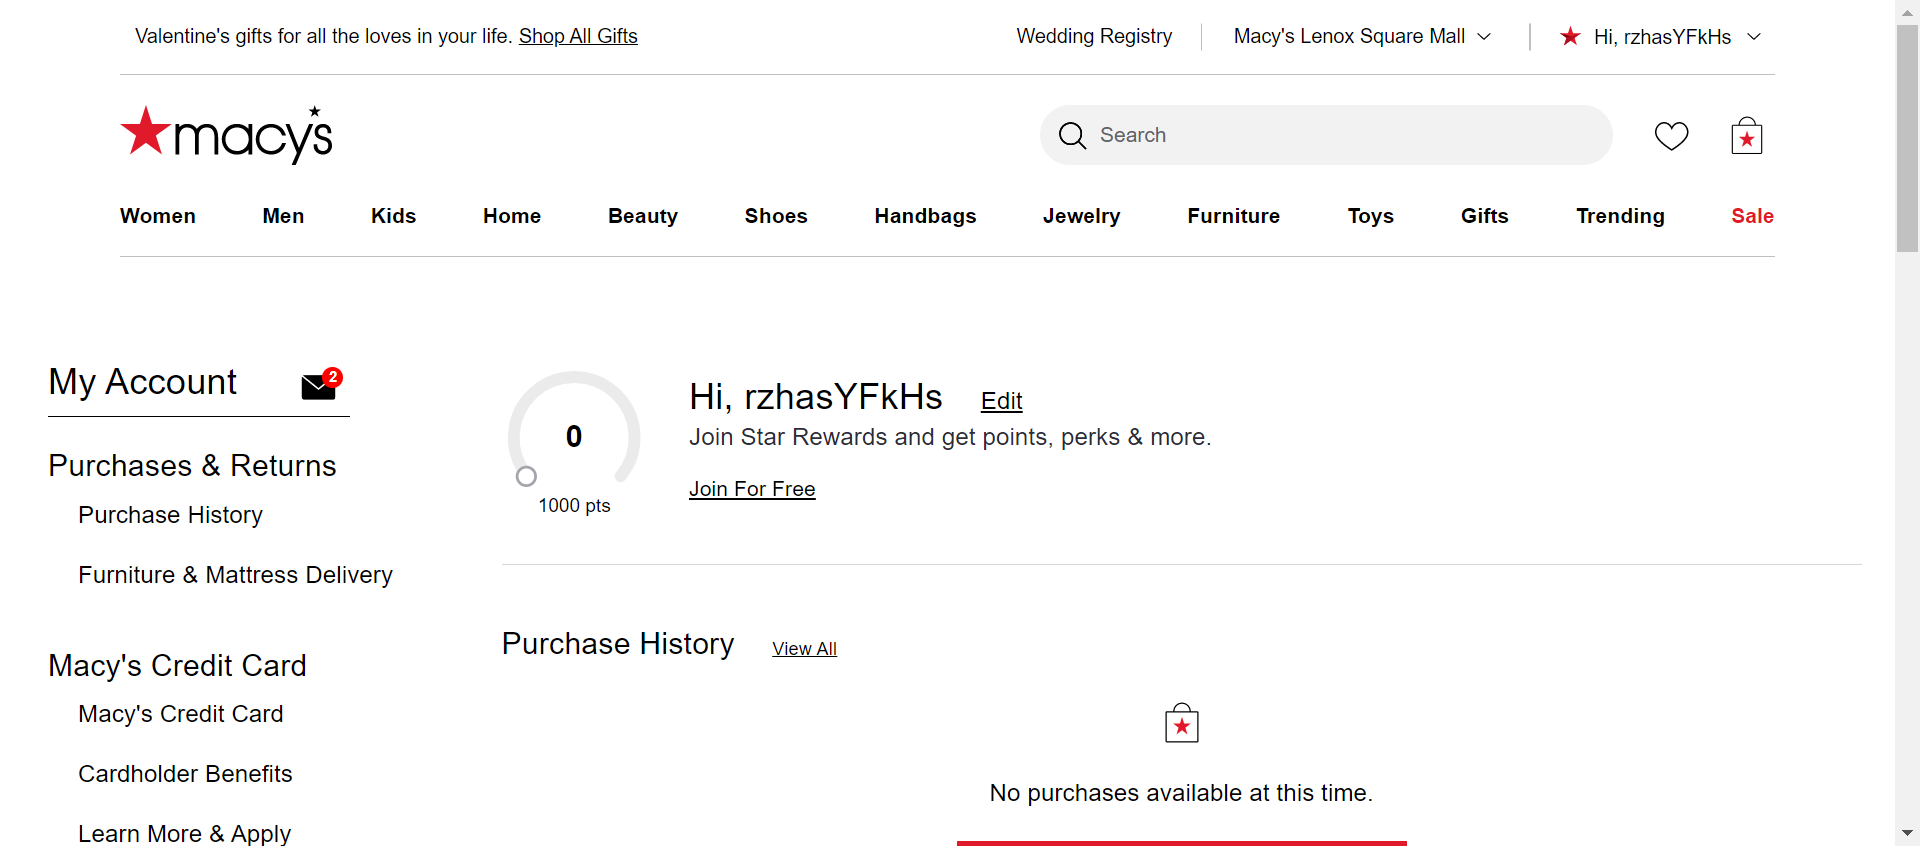 Valentine's gifts for all the loves in your life. Shop All Gifts
Wedding Registry
Macy's Lenox Square Mall
Hi, rzhasYFkHs
macy's
Search
Women Men Kids Home Beauty Shoes Handbags Jewelry Furniture Toys Gifts Trending Sale
My Account
2
Purchases & Returns
Purchase History
Furniture & Mattress Delivery
Macy's Credit Card
Macy's Credit Card
Cardholder Benefits
Learn More & Apply
0
1000 pts
Hi, rzhasYFkHs Edit
Join Star Rewards and get points, perks & more.
Join For Free
Purchase History View All
No purchases available at this time.